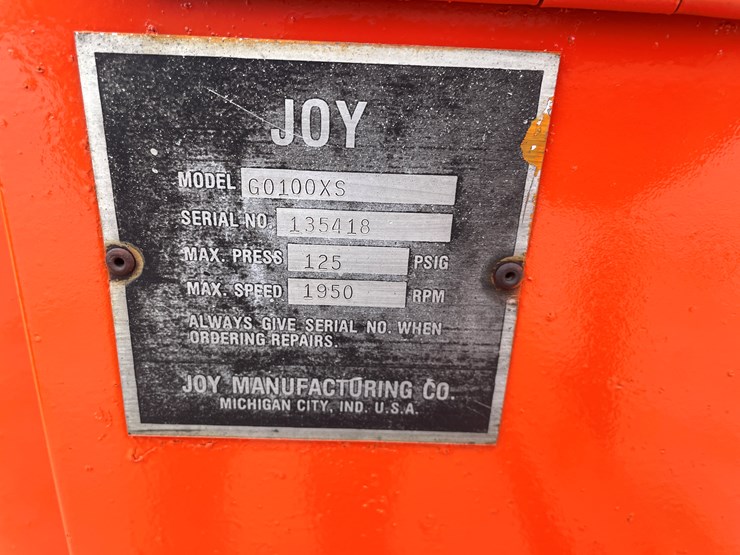 JOY
MODEL G0100XS
SERIAL NO 135418
MAX. PRESS 125 PSIG
MAX. SPEED 1950 RPM
ALWAYS GIVE SERIAL NO. WHEN
ORDERING REPAIRS.
JOY MANUFACTURING CO.
MICHIGAN CITY, IND. U.S.A.